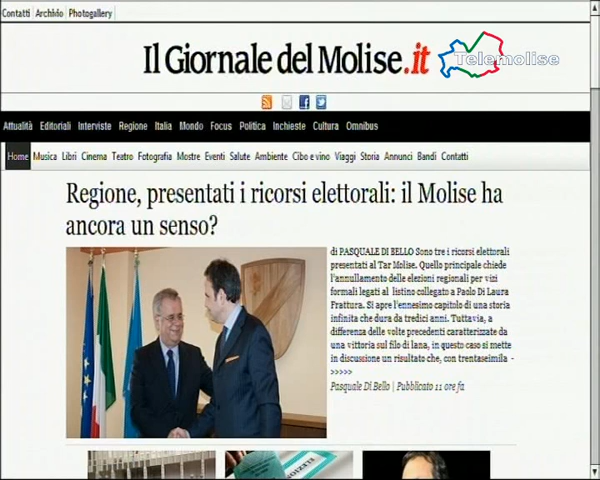 Contatti Archivio Photogallery
Il Giornale del Molise.it
Telemolise
Attualità Editoriali Interviste Regione Italia Mondo Focus Politica Inchieste Cultura Omnibus
Home Musica Libri Cinema Teatro Fotografia Mostre Eventi Salute Ambiente Cibo e vino Viaggi Storia Annunci Bandi Contatti
Regione, presentati i ricorsi elettorali: il Molise ha
ancora un senso?
di PASQUALE DI BELLO Sono tre i ricorsi elettorali
presentati al Tar Molise. Quello principale chiede
l'annullamento delle elezioni regionali per vizi
formali legati al listino collegato a Paolo Di Laura
Frattura. Si apre l'ennesimo capitolo di una storia
infinita che dura da tredici anni. Tuttavia, a
differenza delle volte precedenti caratterizzate da
una vittoria sul filo di lana, in questo caso si mette
in discussione un risultato che, con trentaseimila -
>>>>>
Pasquale Di Bello | Pubblicato 11 ore fa